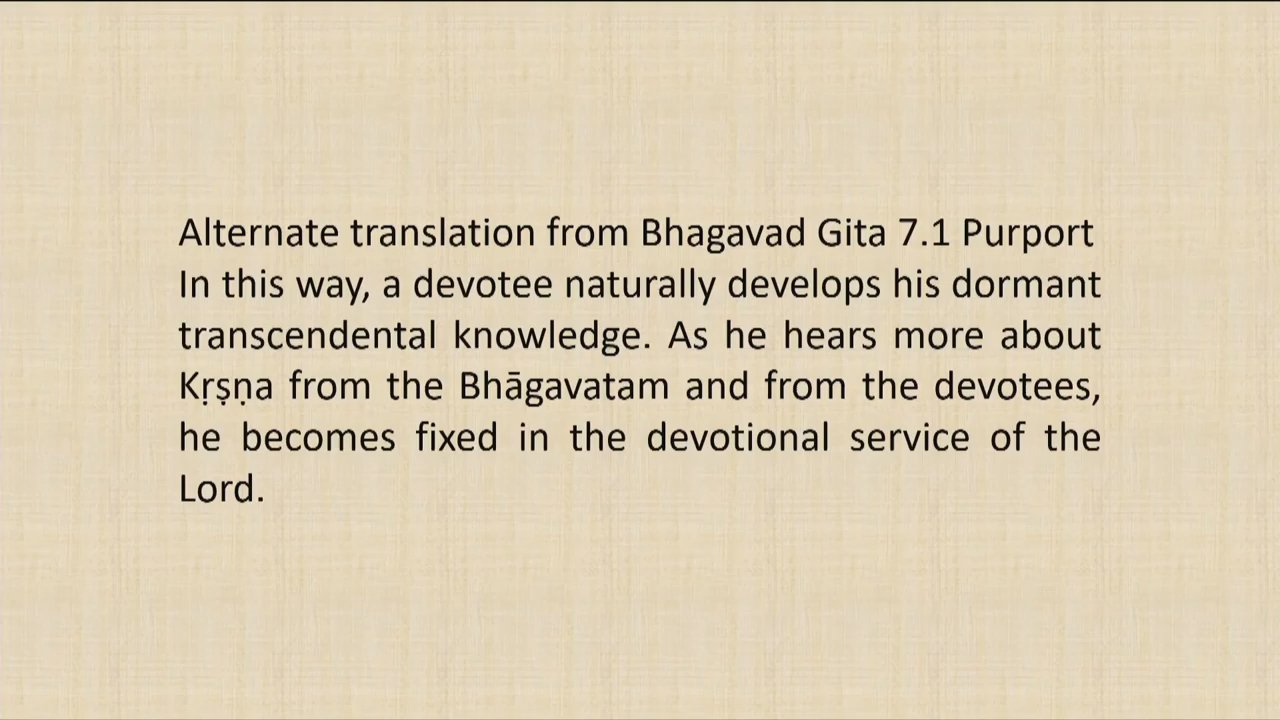 Alternate translation from Bhagavad Gita 7.1 Purport
In this way, a devotee naturally develops his dormant
transcendental knowledge. As he hears more about
Kṛṣṇa from the Bhāgavatam and from the devotees,
he becomes fixed in the devotional service of the
Lord.